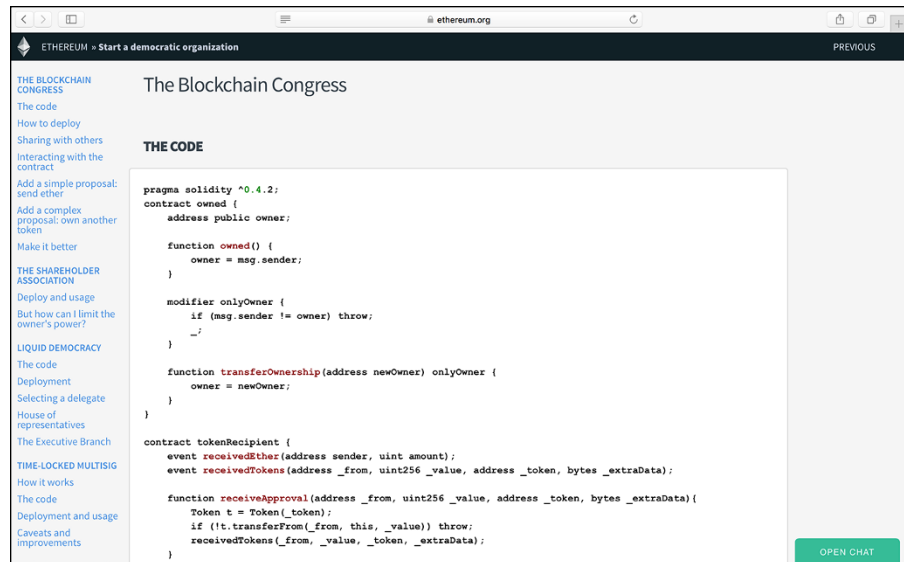 ethereum.org
ETHEREUM » Start a democratic organization
PREVIOUS
THE BLOCKCHAIN
CONGRESS
The code
How to deploy
Sharing with others
Interacting with the
contract
Add a simple proposal:
send ether
Add a complex
proposal: own another
token
Make it better
THE SHAREHOLDER
ASSOCIATION
Deploy and usage
But how can I limit the
owner's power?
LIQUID DEMOCRACY
The code
Deployment
Selecting a delegate
House of
representatives
The Executive Branch
TIME-LOCKED MULTISIG
How it works
The code
Deployment and usage
Caveats and
improvements
The Blockchain Congress
THE CODE
pragma solidity ^0.4.2;
contract owned {
    address public owner;

    function owned() {
        owner = msg.sender;
    }

    modifier onlyOwner {
        if (msg.sender != owner) throw;
        _;
    }

    function transferOwnership(address newOwner) onlyOwner {
        owner = newOwner;
    }
}

contract tokenRecipient {
    event receivedEther(address sender, uint amount);
    event receivedTokens(address _from, uint256 _value, address _token, bytes _extraData);

    function receiveApproval(address _from, uint256 _value, address _token, bytes _extraData){
        Token t = Token(_token);
        if (!t.transferFrom(_from, this, _value)) throw;
        receivedTokens(_from, _value, _token, _extraData);
    }
OPEN CHAT